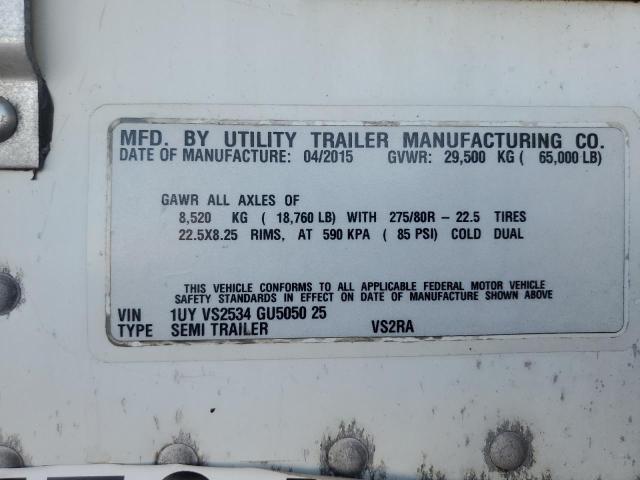 MFD. BY UTILITY TRAILER MANUFACTURING CO.
DATE OF MANUFACTURE: 04/2015 GVWR: 29,500 KG ( 65,000 LB)
GAWR ALL AXLES OF
8,520 KG ( 18,760 LB) WITH 275/80R - 22.5 TIRES
22.5X8.25 RIMS, AT 590 KPA ( 85 PSI) COLD DUAL
THIS VEHICLE CONFORMS TO ALL APPLICABLE FEDERAL MOTOR VEHICLE
SAFETY STANDARDS IN EFFECT ON DATE OF MANUFACTURE SHOWN ABOVE
VIN 1UY VS2534 GU5050 25
TYPE SEMI TRAILER VS2RA